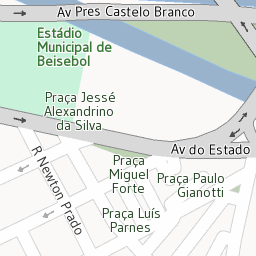 Av Pres Castelo Branco
Estádio
Municipal de
Beisebol
Praça Jessé
Alexandrino
da Silva
Av do Estado
R Newton Prado
Praça
Miguel
Forte
Praça Paulo
Gianotti
Praça Luís
Parnes